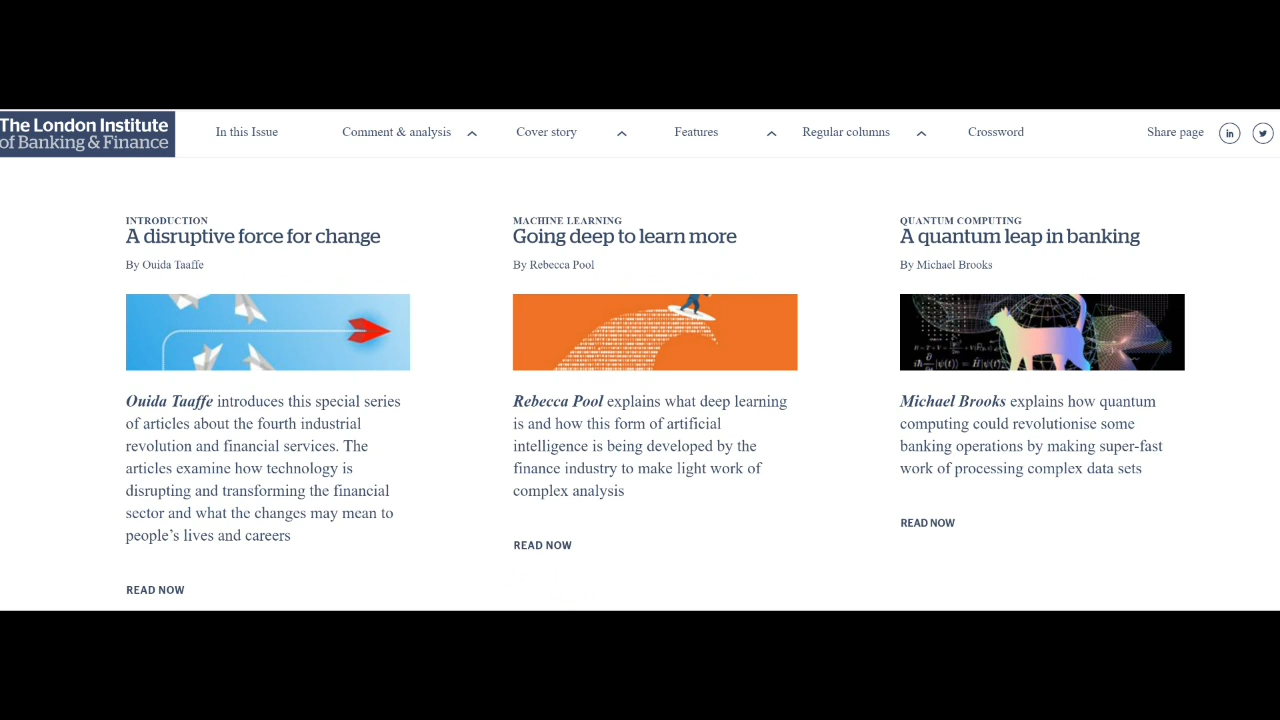 The London Institute
of Banking & Finance
In this Issue
Comment & analysis
Cover story
Features
Regular columns
Crossword
Share page
in
INTRODUCTION
A disruptive force for change
By Ouida Taaffe
Ouida Taaffe introduces this special series
of articles about the fourth industrial
revolution and financial services. The
articles examine how technology is
disrupting and transforming the financial
sector and what the changes may mean to
people’s lives and careers
READ NOW
MACHINE LEARNING
Going deep to learn more
By Rebecca Pool
Rebecca Pool explains what deep learning
is and how this form of artificial
intelligence is being developed by the
finance industry to make light work of
complex analysis
READ NOW
QUANTUM COMPUTING
A quantum leap in banking
By Michael Brooks
Michael Brooks explains how quantum
computing could revolutionise some
banking operations by making super-fast
work of processing complex data sets
READ NOW